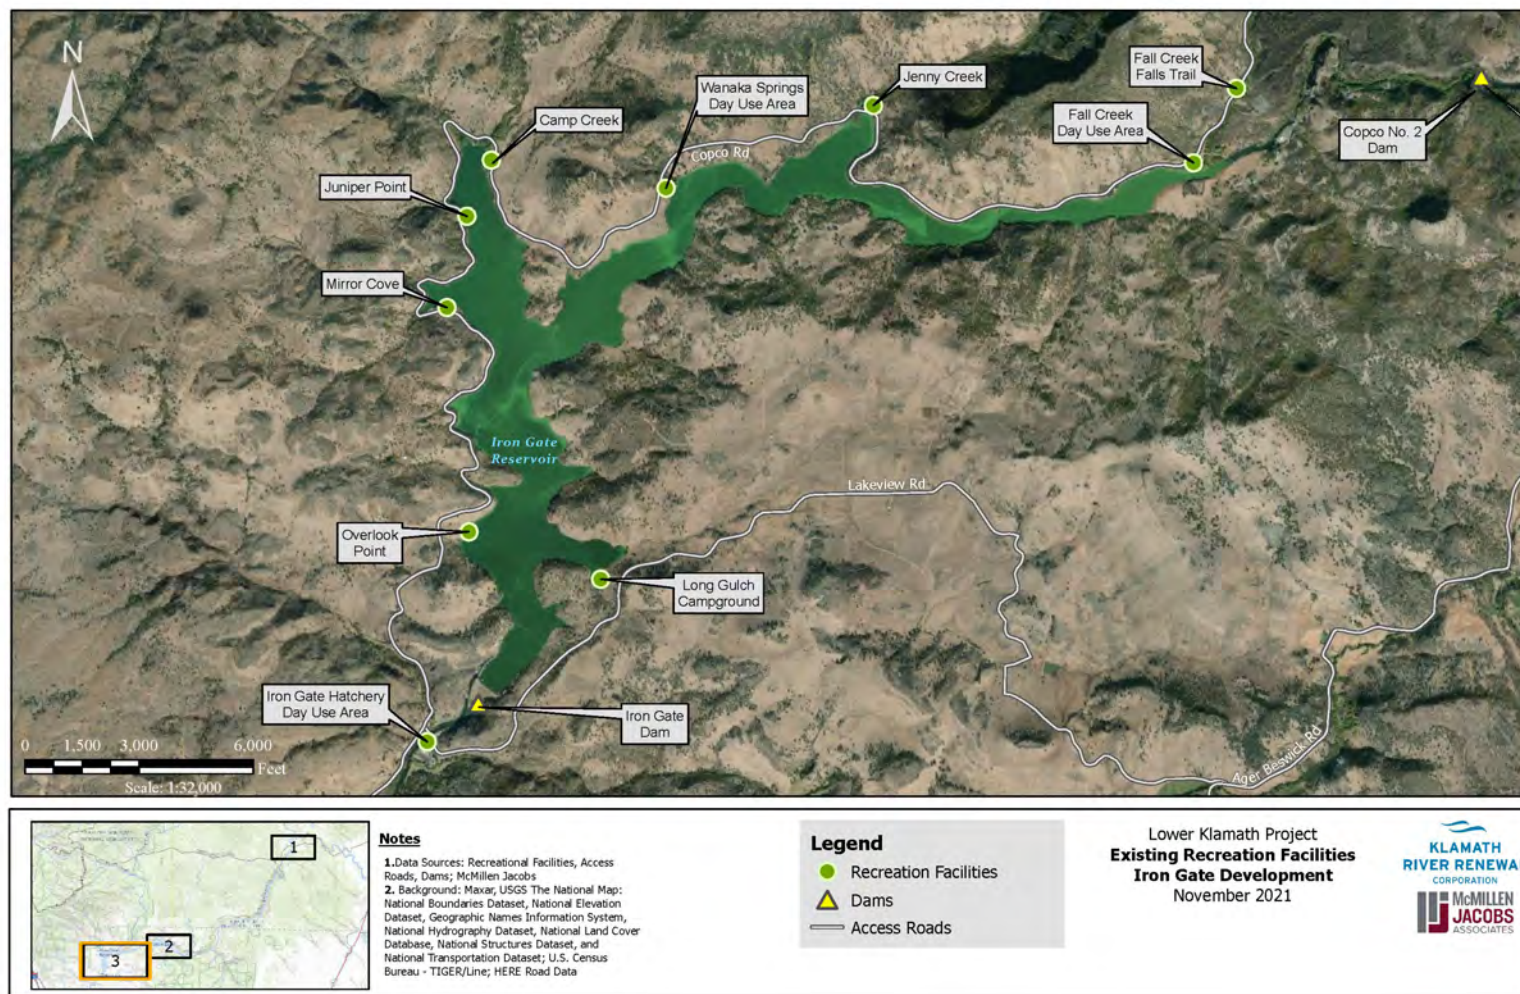 N
Fall Creek
Falls Trail
Jenny Creek
Wanaka Springs
Day Use Area
Camp Creek
Fall Creek
Day Use Area
Copco No. 2
Dam
Copco Rd
Juniper Point
Mirror Cove
Iron Gate
Reservoir
Lakeview Rd
Overlook
Point
Long Gulch
Campground
Iron Gate Hatchery
Day Use Area
Iron Gate
Dam
Ager Beswick Rd
0 1,500 3,000 6,000
Feet
Scale: 1:32,000
1
2
3
Notes
1.Data Sources: Recreational Facilities, Access
Roads, Dams; McMillen Jacobs
2. Background: Maxar, USGS The National Map:
National Boundaries Dataset, National Elevation
Dataset, Geographic Names Information System,
National Hydrography Dataset, National Land Cover
Database, National Structures Dataset, and
National Transportation Dataset; U.S. Census
Bureau - TIGER/Line; HERE Road Data
Legend
Recreation Facilities
Dams
Access Roads
Lower Klamath Project
Existing Recreation Facilities
Iron Gate Development
November 2021
KLAMATH
RIVER RENEWA
CORPORATION
McMILLEN
JACOBS
ASSOCIATES